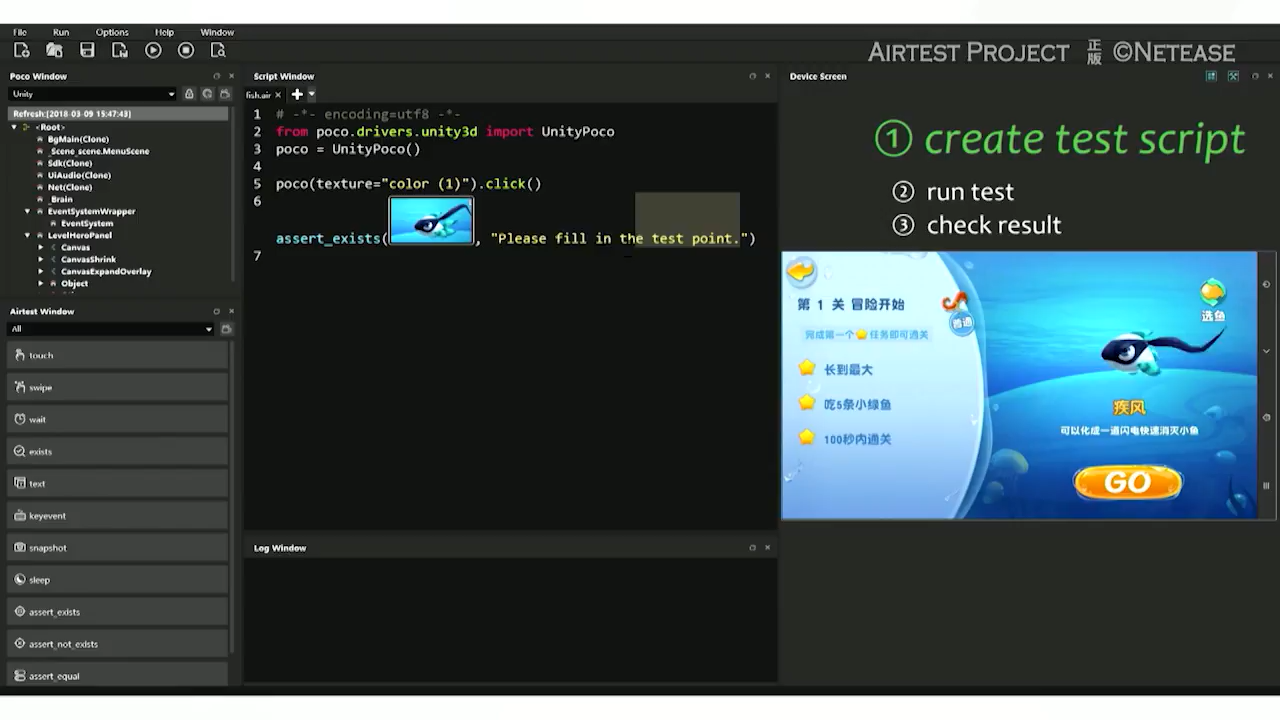 File Run Options Help Window
AIRTEST PROJECT 正版 ©NETEASE
Poco Window
Unity
Refresh:[2018-03-09 15:47:43]
<Root>
BgMain(Clone)
_Scene_scene.MenuScene
Sdk(Clone)
UiAudio(Clone)
Net(Clone)
_Brain
EventSystemWrapper
EventSystem
LevelHeroPanel
Canvas
CanvasShrink
CanvasExpandOverlay
Object
Airtest Window
All
touch
swipe
wait
exists
text
keyevent
snapshot
sleep
assert_exists
assert_not_exists
assert_equal
Script Window
fish.air
1 # -*- encoding=utf8 -*-
2 from poco.drivers.unity3d import UnityPoco
3 poco = UnityPoco()
4
5 poco(texture="color (1)").click()
6
assert_exists( , "Please fill in the test point.")
7
Log Window
Device Screen
① create test script
② run test
③ check result
第 1 关 冒险开始
普通
完成第一个 任务即可通关
长到最大
吃5条小绿鱼
100秒内通关
选鱼
疾风
可以化成一道闪电快速消灭小鱼
GO